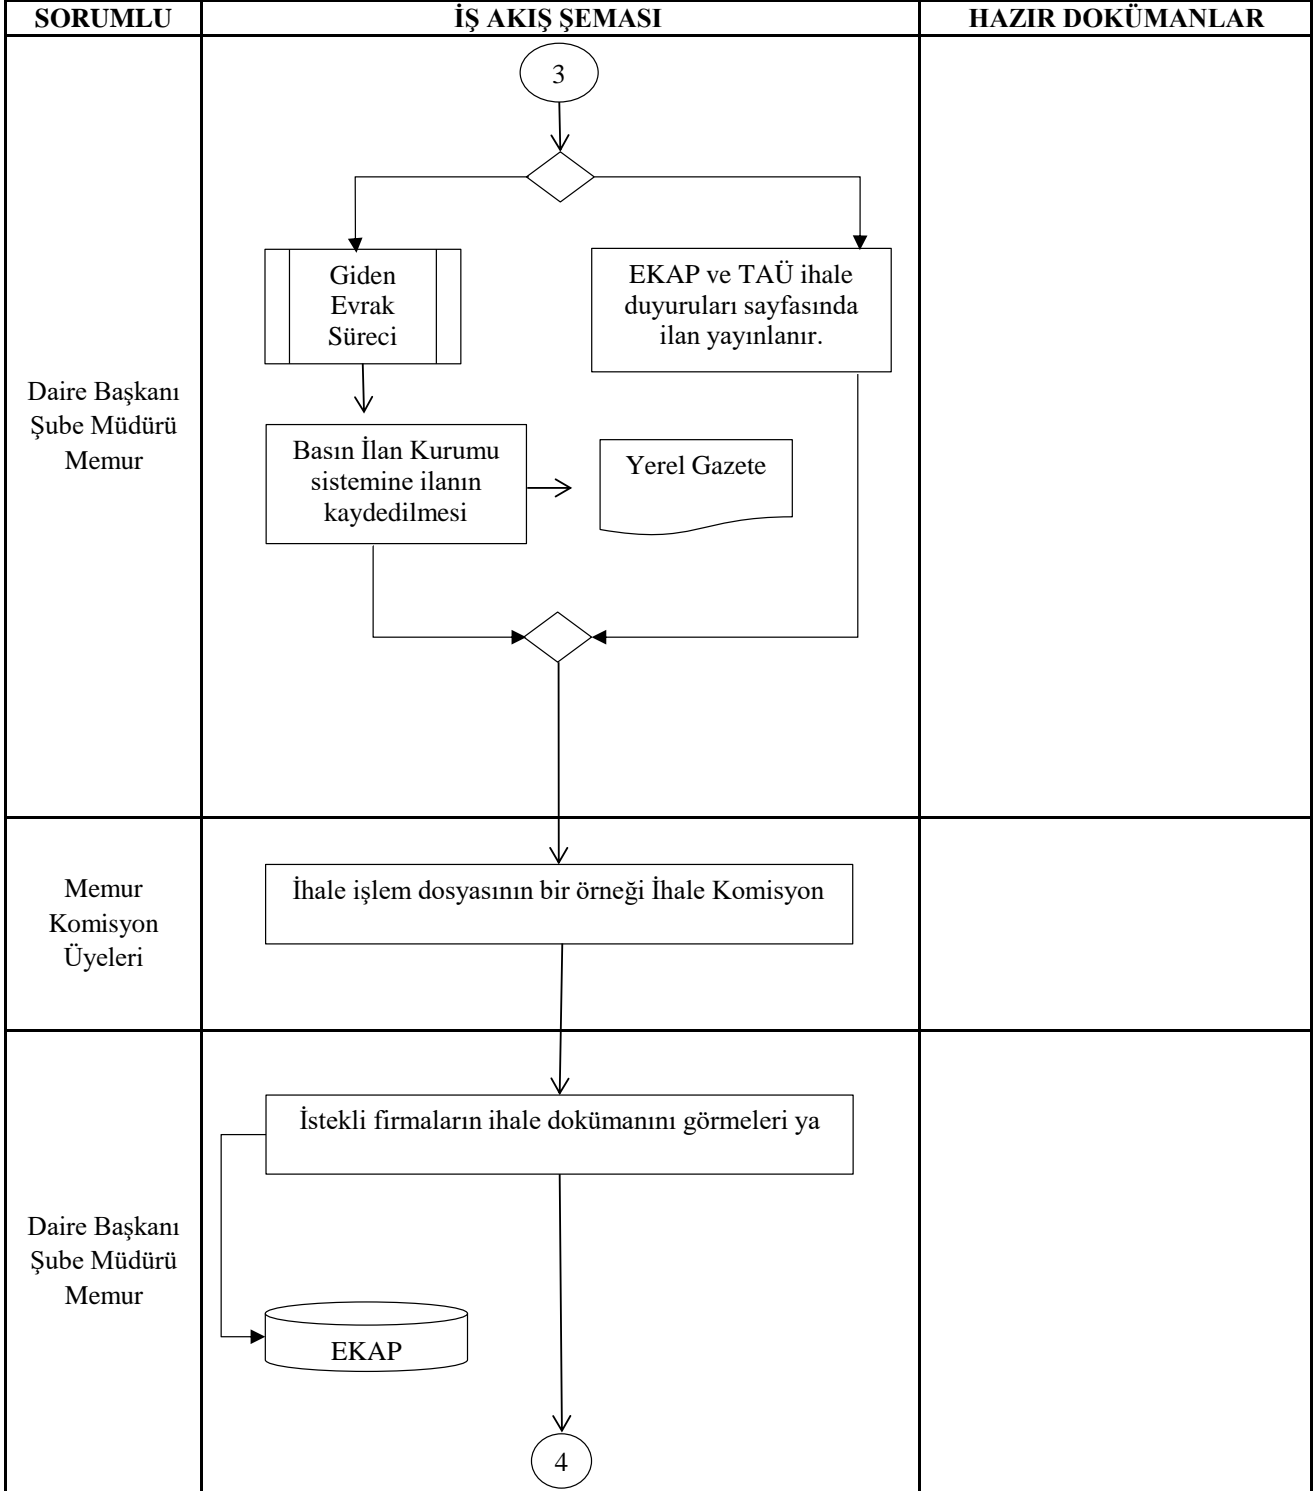 SORUMLU
İŞ AKIŞ ŞEMASI
HAZIR DOKÜMANLAR
3
Giden
Evrak
Süreci
EKAP ve TAÜ ihale
duyuruları sayfasında
ilan yayınlanır.
Daire Başkanı
Şube Müdürü
Memur
Basın İlan Kurumu
sistemine ilanın
kaydedilmesi
Yerel Gazete
Memur
Komisyon
Üyeleri
İhale işlem dosyasının bir örneği İhale Komisyon
İstekli firmaların ihale dokümanını görmeleri ya
Daire Başkanı
Şube Müdürü
Memur
EKAP
4